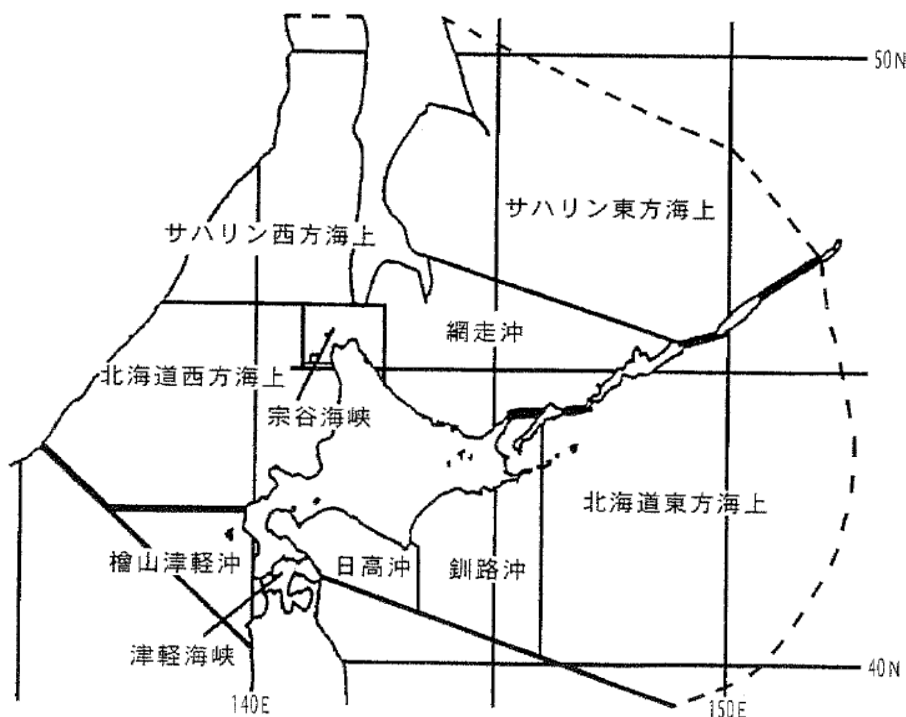 50N
サハリン東方海上
サハリン西方海上
網走沖
北海道西方海上
宗谷海峡
北海道東方海上
檜山津軽沖
日高沖
釧路沖
津軽海峡
40N
140E
150E